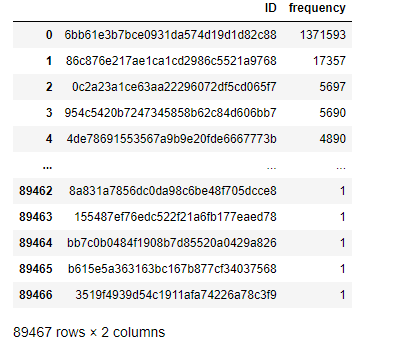 ID frequency
0 6bb61e3b7bce0931da574d19d1d82c88 1371593
1 86c876e217ae1ca1cd2986c5521a9768 17357
2 0c2a23a1ce63aa22296072df5cd065f7 5697
3 954c5420b7247345858b62c84d606bb7 5690
4 4de78691553567a9b9e20fde6667773b 4890
... ... ...
89462 8a831a7856dc0da98c6be48f705dcce8 1
89463 155487ef76edc522f21a6fb177eaed78 1
89464 bb7c0b0484f1908b7d85520a0429a826 1
89465 b615e5a363163bc167b877cf34037568 1
89466 3519f4939d54c1911afa74226a78c3f9 1
89467 rows × 2 columns